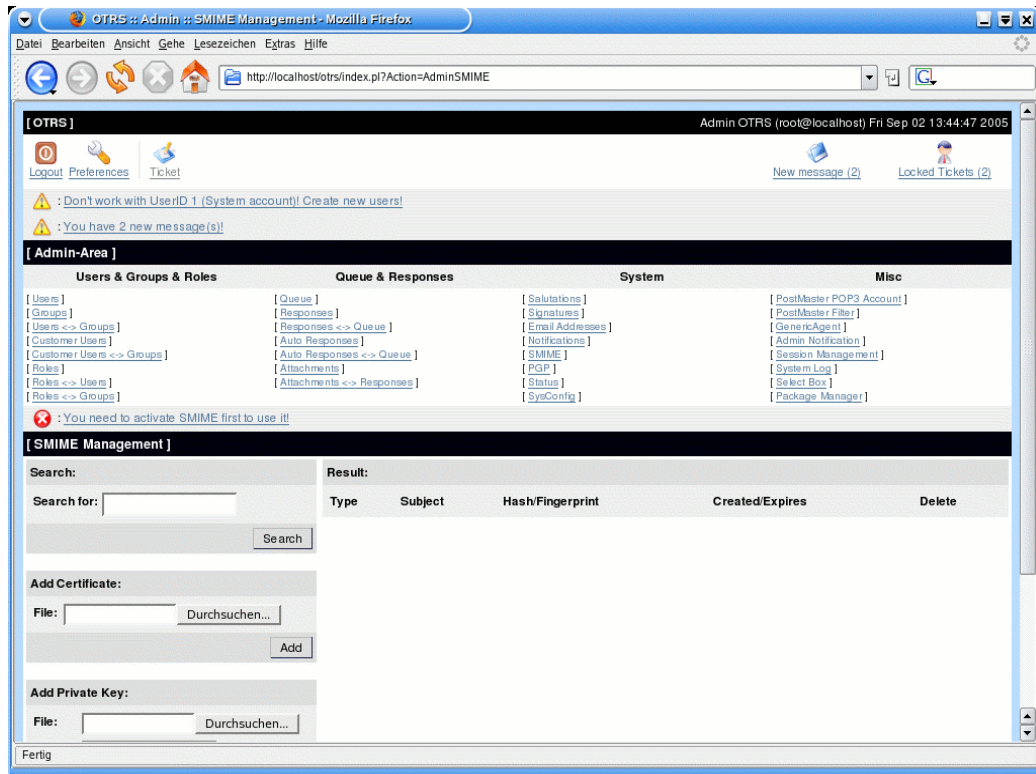 OTRS :: Admin :: SMIME Management - Mozilla Firefox
Datei Bearbeiten Ansicht Gehe Lesezeichen Extras Hilfe
http://localhost/otrs/index.pl?Action=AdminSMIME
G
[ OTRS ] Admin OTRS (root@localhost) Fri Sep 02 13:44:47 2005
Logout Preferences Ticket New message (2) Locked Tickets (2)
: Don't work with UserID 1 (System account)! Create new users!
: You have 2 new message(s)!
[ Admin-Area ]
Users & Groups & Roles Queue & Responses System Misc
[ Users ] [ Queue ] [ Salutations ] [ PostMaster POP3 Account ]
[ Groups ] [ Responses ] [ Signatures ] [ PostMaster Filter ]
[ Users <-> Groups ] [ Responses <-> Queue ] [ Email Addresses ] [ GenericAgent ]
[ Customer Users ] [ Auto Responses ] [ Notifications ] [ Admin Notification ]
[ Customer Users <-> Groups ] [ Auto Responses <-> Queue ] [ SMIME ] [ Session Management ]
[ Roles ] [ Attachments ] [ PGP ] [ System Log ]
[ Roles <-> Users ] [ Attachments <-> Responses ] [ Status ] [ Select Box ]
[ Roles <-> Groups ] [ SysConfig ] [ Package Manager ]
: You need to activate SMIME first to use it!
[ SMIME Management ]
Search: Result:
Search for: Type Subject Hash/Fingerprint Created/Expires Delete
Search
Add Certificate:
File: Durchsuchen...
Add
Add Private Key:
File: Durchsuchen...
Fertig